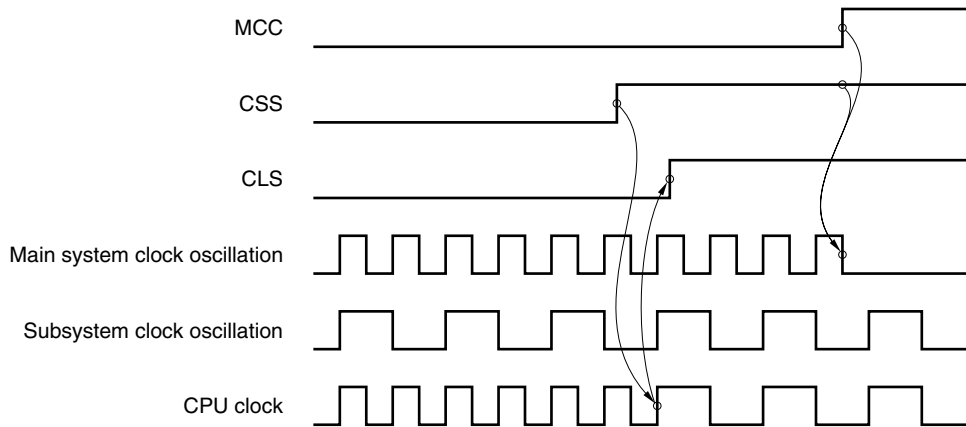 MCC
CSS
CLS
Main system clock oscillation
Subsystem clock oscillation
CPU clock